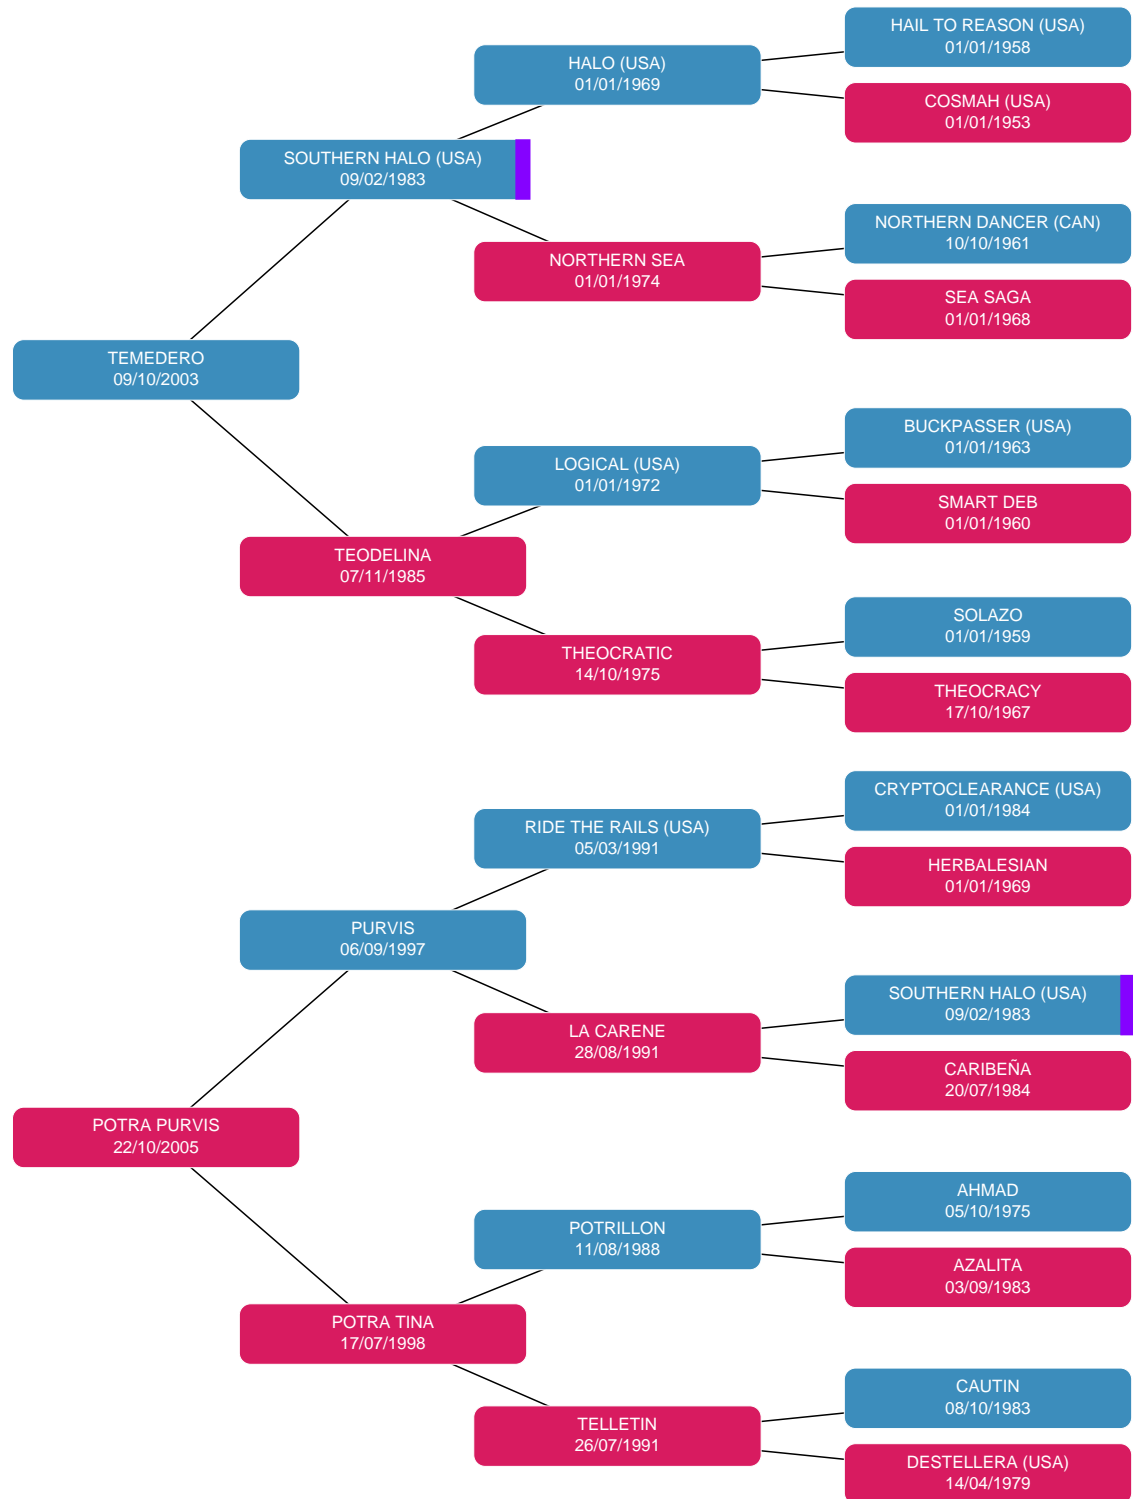 HAIL TO REASON (USA)
01/01/1958
HALO (USA)
01/01/1969
COSMAH (USA)
01/01/1953
SOUTHERN HALO (USA)
09/02/1983
NORTHERN DANCER (CAN)
10/10/1961
NORTHERN SEA
01/01/1974
SEA SAGA
01/01/1968
TEMEDERO
09/10/2003
BUCKPASSER (USA)
01/01/1963
LOGICAL (USA)
01/01/1972
SMART DEB
01/01/1960
TEODELINA
07/11/1985
SOLAZO
01/01/1959
THEOCRATIC
14/10/1975
THEOCRACY
17/10/1967
CRYPTOCLEARANCE (USA)
01/01/1984
RIDE THE RAILS (USA)
05/03/1991
HERBALESIAN
01/01/1969
PURVIS
06/09/1997
SOUTHERN HALO (USA)
09/02/1983
LA CARENE
28/08/1991
CARIBEÑA
20/07/1984
POTRA PURVIS
22/10/2005
AHMAD
05/10/1975
POTRILLON
11/08/1988
AZALITA
03/09/1983
POTRA TINA
17/07/1998
CAUTIN
08/10/1983
TELLETIN
26/07/1991
DESTELLERA (USA)
14/04/1979